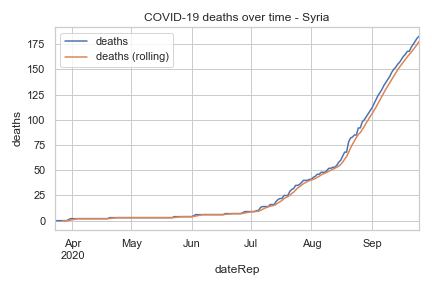 COVID-19 deaths over time - Syria
deaths
deaths (rolling)
deaths
175
150
125
100
75
50
25
0
Apr May Jun Jul Aug Sep
2020
dateRep